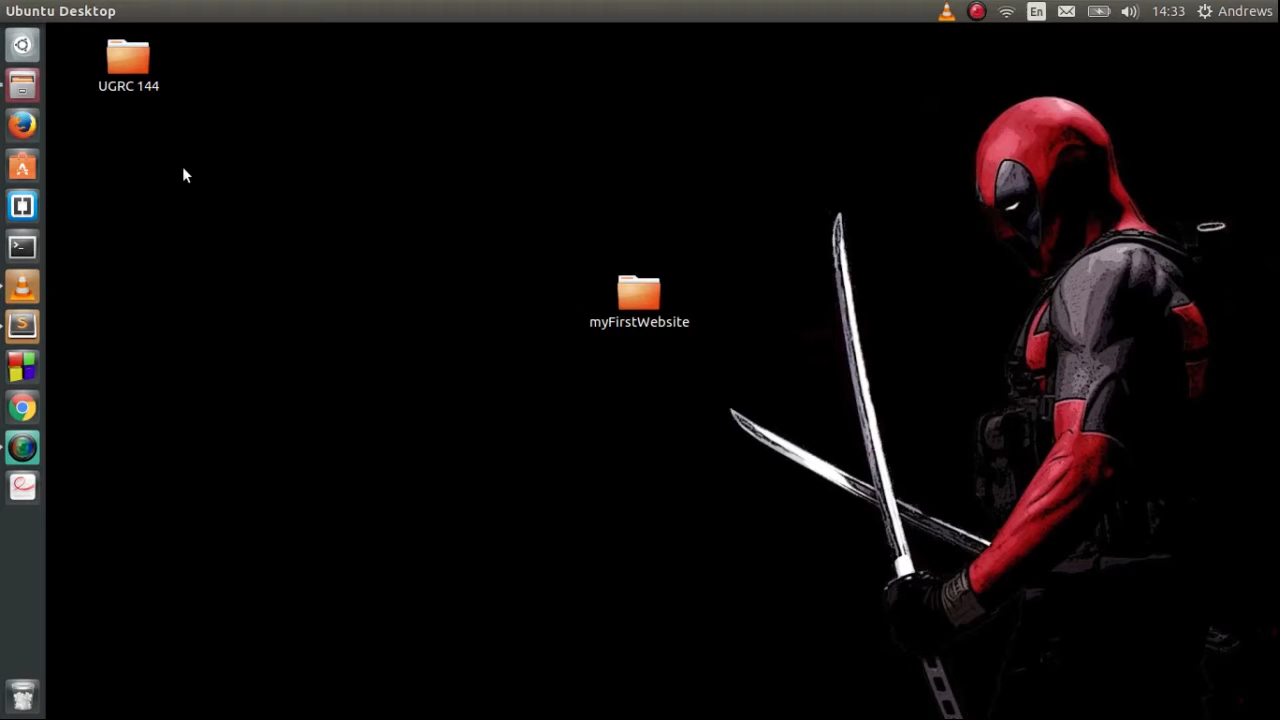 Ubuntu Desktop
En
14:33
Andrews
UGRC 144
myFirstWebsite